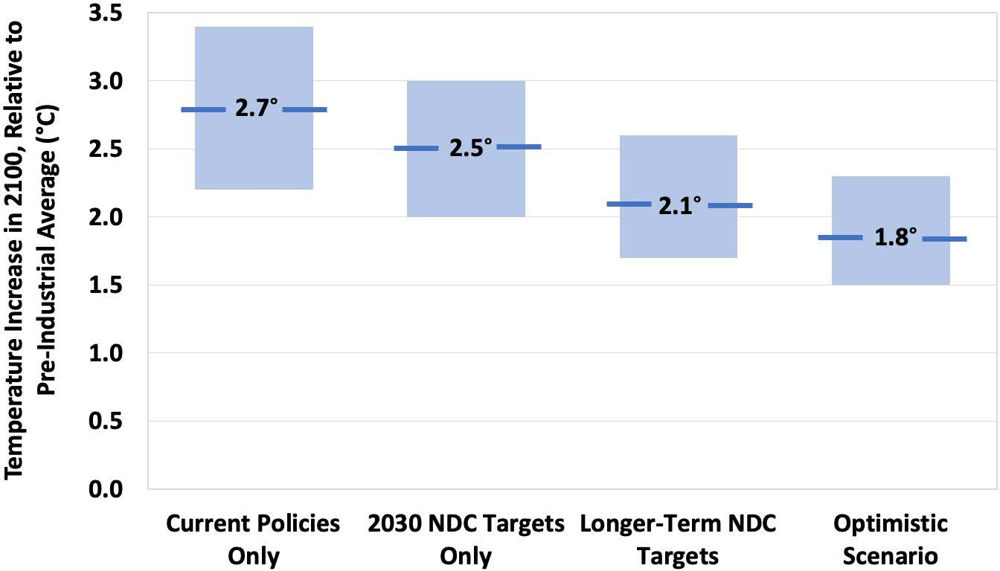 Temperature Increase in 2100, Relative to
Pre-Industrial Average (°C)
3.5
3.0
2.5
2.0
1.5
1.0
0.5
0.0
2.7°
2.5°
2.1°
1.8°
Current Policies
Only
2030 NDC Targets
Only
Longer-Term NDC
Targets
Optimistic
Scenario